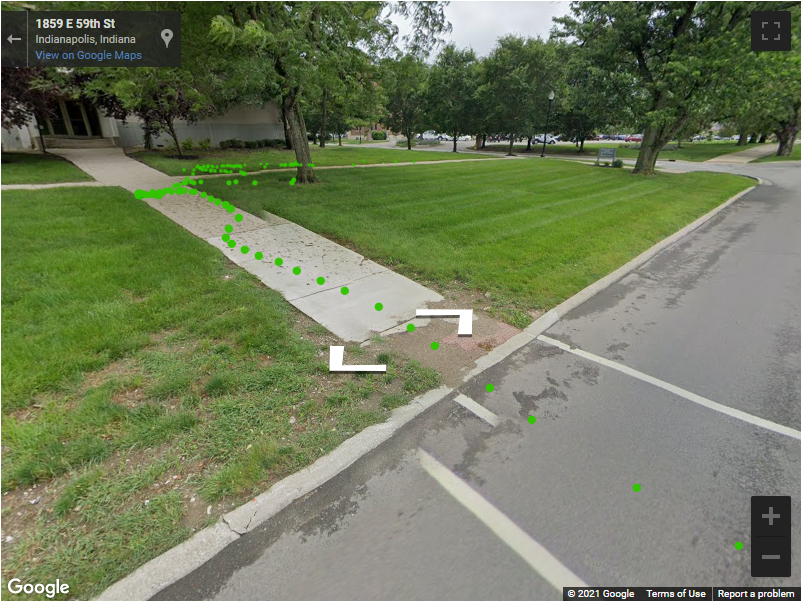 1859 E 59th St
Indianapolis, Indiana
View on Google Maps
Google
© 2021 Google Terms of Use Report a problem